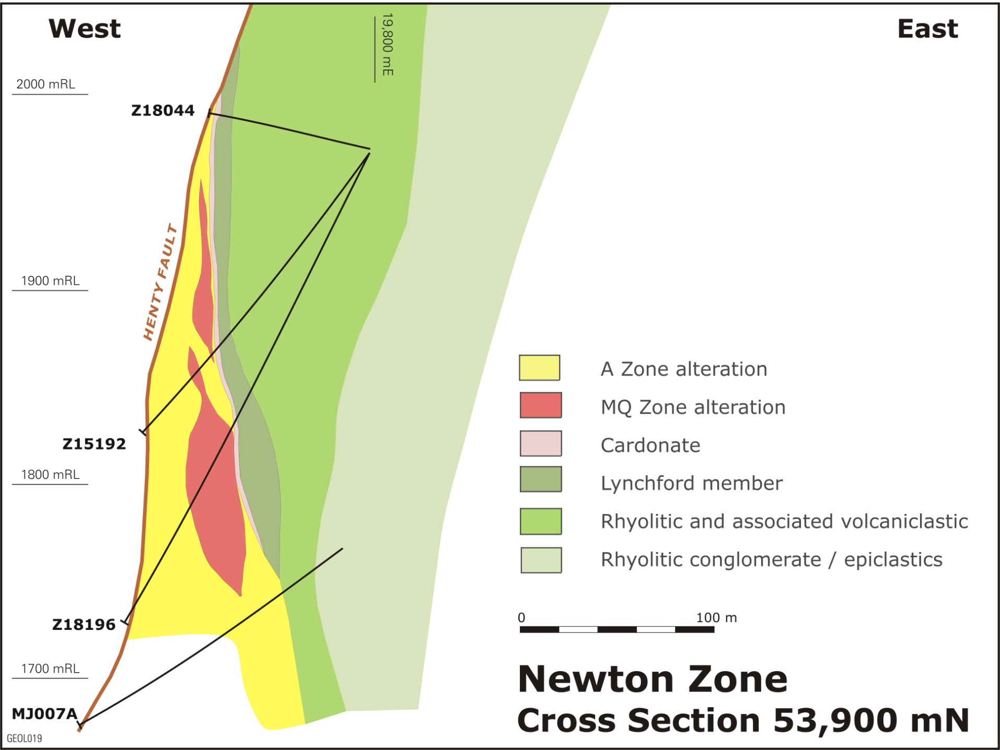 West
East
19,800 mE
2000 mRL
Z18044
HENTY FAULT
1900 mRL
A Zone alteration
MQ Zone alteration
Z15192
Cardonate
1800 mRL
Lynchford member
Rhyolitic and associated volcaniclastic
Rhyolitic conglomerate / epiclastics
Z18196
0 100 m
1700 mRL
Newton Zone
Cross Section 53,900 mN
MJ007A
GEOL019